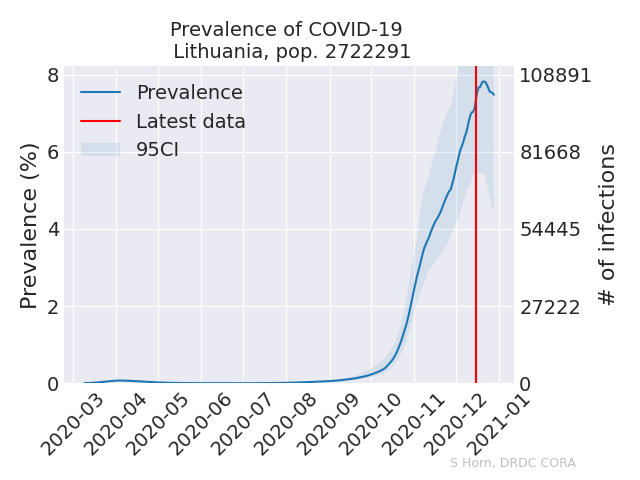 Prevalence of COVID-19
Lithuania, pop. 2722291
Prevalence
Latest data
95CI
Prevalence (%)
8
6
4
2
0
108891
81668
54445
27222
0
# of infections
2020-03
2020-04
2020-05
2020-06
2020-07
2020-08
2020-09
2020-10
2020-11
2020-12
2021-01
S Horn, DRDC CORA